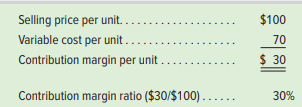 Selling price per unit. . . . . . . . . . . . . . . . . . . . $100
Variable cost per unit . . . . . . . . . . . . . . . . . . . 70
Contribution margin per unit . . . . . . . . . . . . . $ 30
Contribution margin ratio ($30/$100) . . . . . . 30%